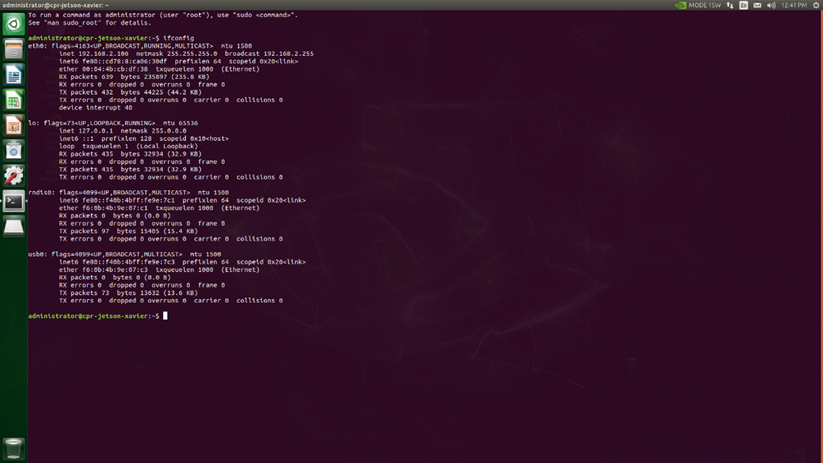 administrator@cpr-jetson-xavier: ~
MODE 15W
En
12:41 PM
To run a command as administrator (user "root"), use "sudo <command>".
See "man sudo_root" for details.
administrator@cpr-jetson-xavier:~$ ifconfig
eth0: flags=4163<UP,BROADCAST,RUNNING,MULTICAST>  mtu 1500
inet 192.168.2.106  netmask 255.255.255.0  broadcast 192.168.2.255
inet6 fe80::cd78:8:ca06:30df  prefixlen 64  scopeid 0x20<link>
ether 00:04:4b:cb:df:38  txqueuelen 1000  (Ethernet)
RX packets 639  bytes 235897 (235.8 KB)
RX errors 0  dropped 0  overruns 0  frame 0
TX packets 432  bytes 44225 (44.2 KB)
TX errors 0  dropped 0 overruns 0  carrier 0  collisions 0
device interrupt 40
lo: flags=73<UP,LOOPBACK,RUNNING>  mtu 65536
inet 127.0.0.1  netmask 255.0.0.0
inet6 ::1  prefixlen 128  scopeid 0x10<host>
loop  txqueuelen 1  (Local Loopback)
RX packets 435  bytes 32934 (32.9 KB)
RX errors 0  dropped 0  overruns 0  frame 0
TX packets 435  bytes 32934 (32.9 KB)
TX errors 0  dropped 0 overruns 0  carrier 0  collisions 0
rndis0: flags=4099<UP,BROADCAST,MULTICAST>  mtu 1500
inet6 fe80::f40b:4bff:fe9e:7c1  prefixlen 64  scopeid 0x20<link>
ether f6:0b:4b:9e:07:c1  txqueuelen 1000  (Ethernet)
RX packets 0  bytes 0 (0.0 B)
RX errors 0  dropped 0  overruns 0  frame 0
TX packets 97  bytes 15405 (15.4 KB)
TX errors 0  dropped 0 overruns 0  carrier 0  collisions 0
usb0: flags=4099<UP,BROADCAST,MULTICAST>  mtu 1500
inet6 fe80::f40b:4bff:fe9e:7c3  prefixlen 64  scopeid 0x20<link>
ether f6:0b:4b:9e:07:c3  txqueuelen 1000  (Ethernet)
RX packets 0  bytes 0 (0.0 B)
RX errors 0  dropped 0  overruns 0  frame 0
TX packets 73  bytes 13632 (13.6 KB)
TX errors 0  dropped 0 overruns 0  carrier 0  collisions 0
administrator@cpr-jetson-xavier:~$